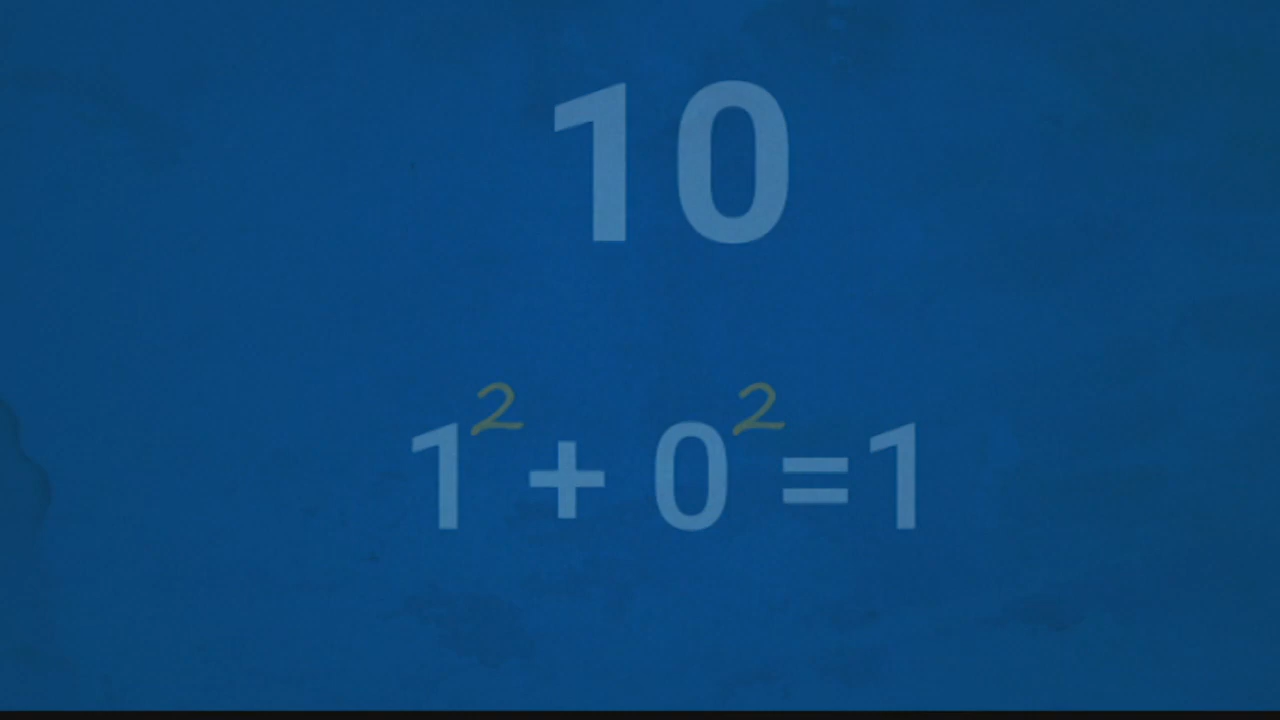 10
1² + 0² = 1